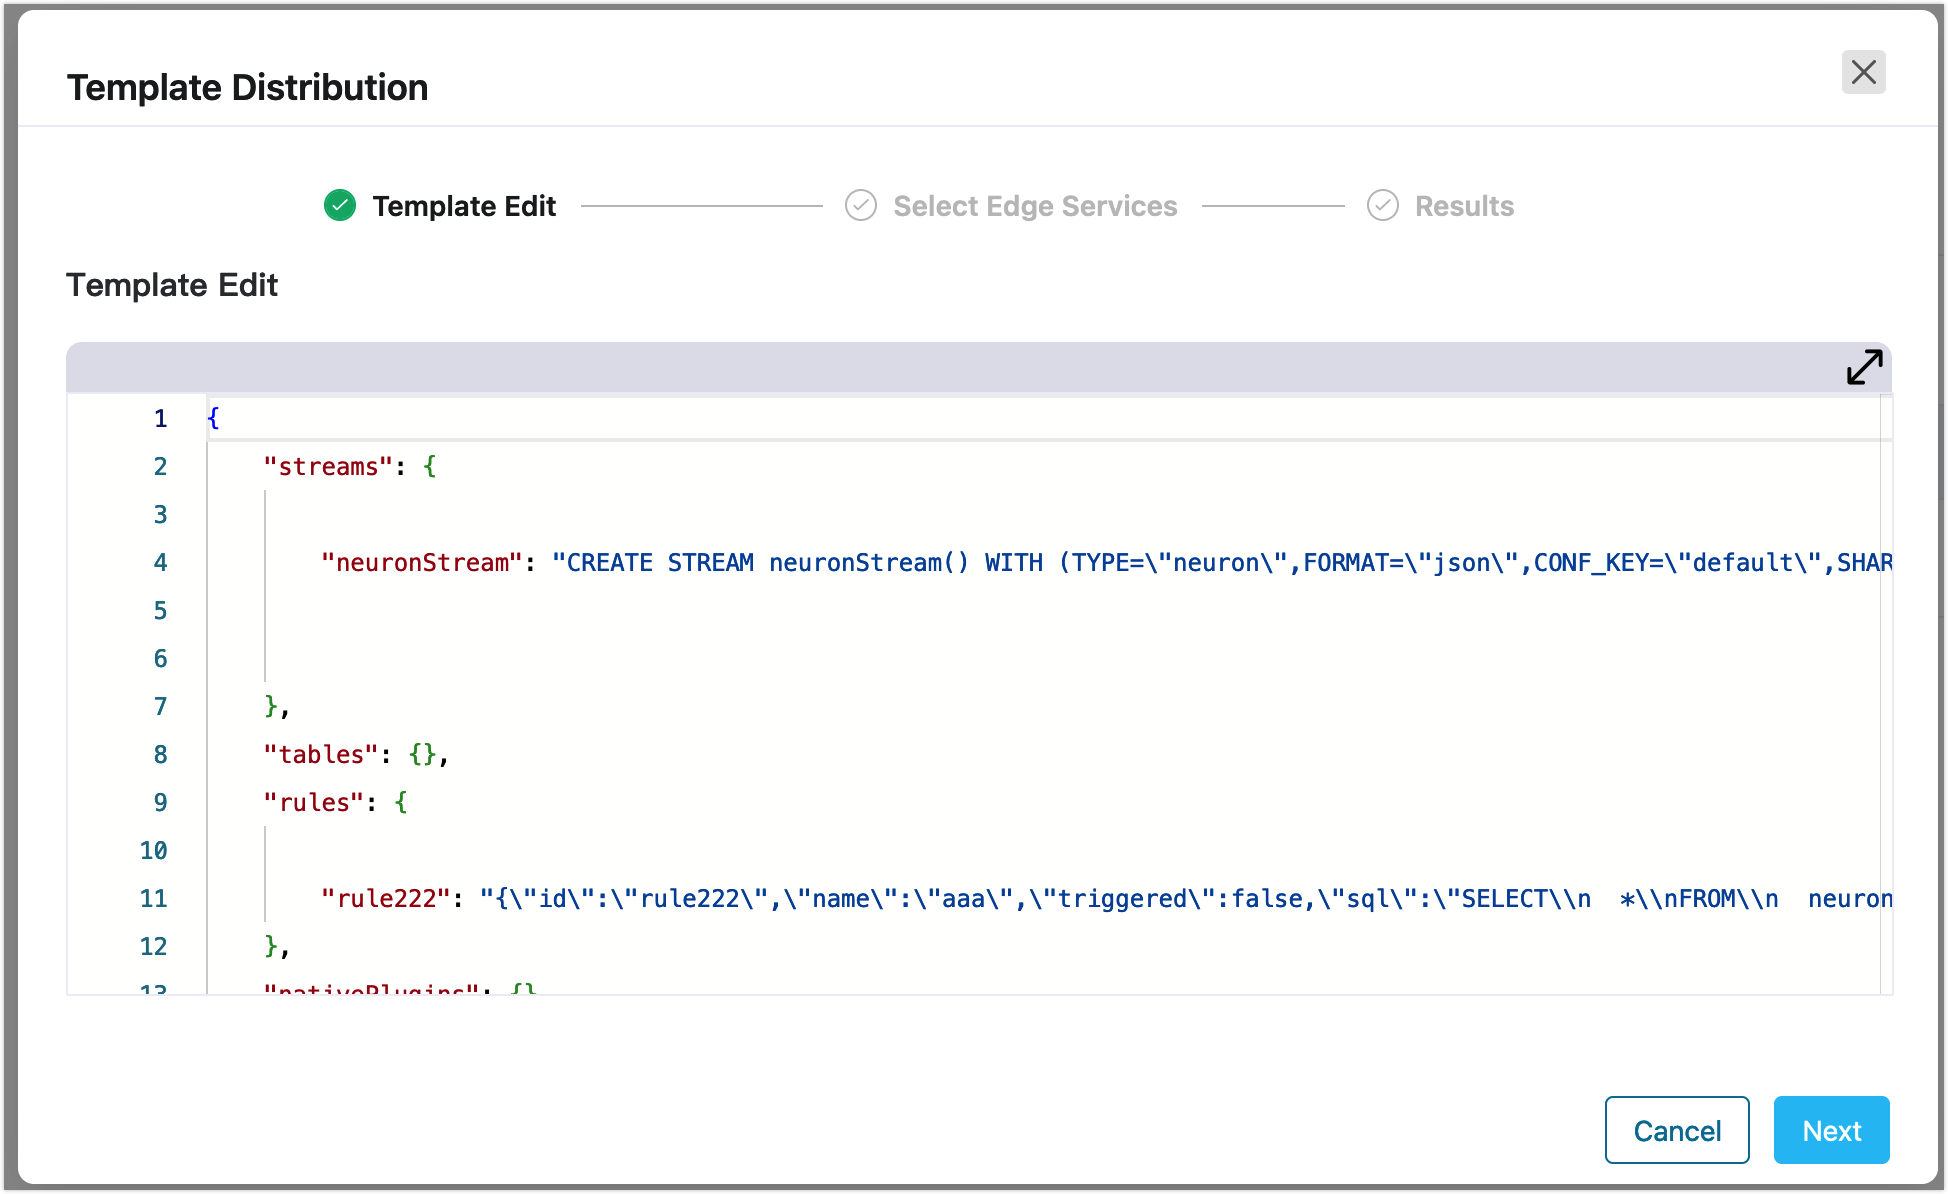 Template Distribution
Template Edit Select Edge Services Results
Template Edit
1 {
2 "streams": {
3
4 "neuronStream": "CREATE STREAM neuronStream() WITH (TYPE=\"neuron\",FORMAT=\"json\",CONF_KEY=\"default\",SHAR
5
6
7 },
8 "tables": {},
9 "rules": {
10
11 "rule222": "{\"id\":\"rule222\",\"name\":\"aaa\",\"triggered\":false,\"sql\":\"SELECT\\n  *\\nFROM\\n  neuron
12 },
13 "nativePlugins": {}
Cancel Next